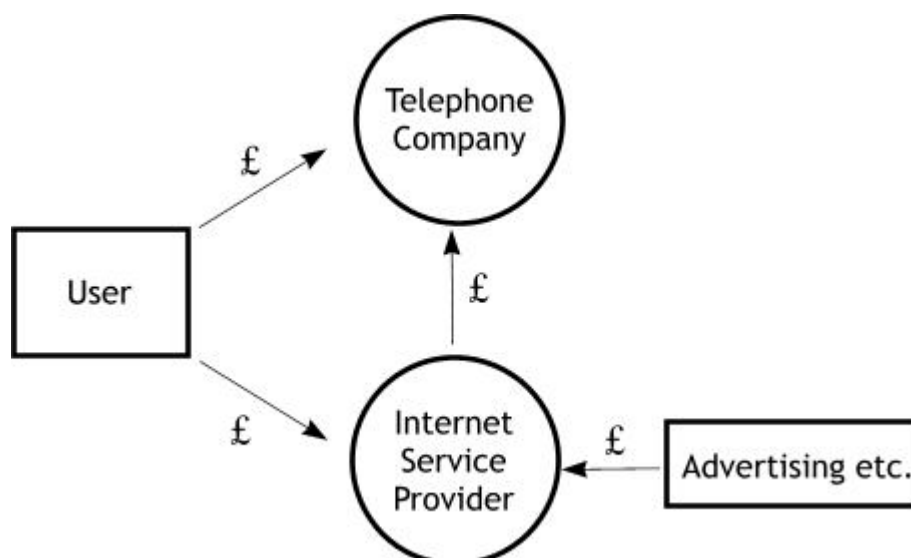 Telephone
Company
£
User
£
£
Internet
Service
Provider
£
Advertising etc.